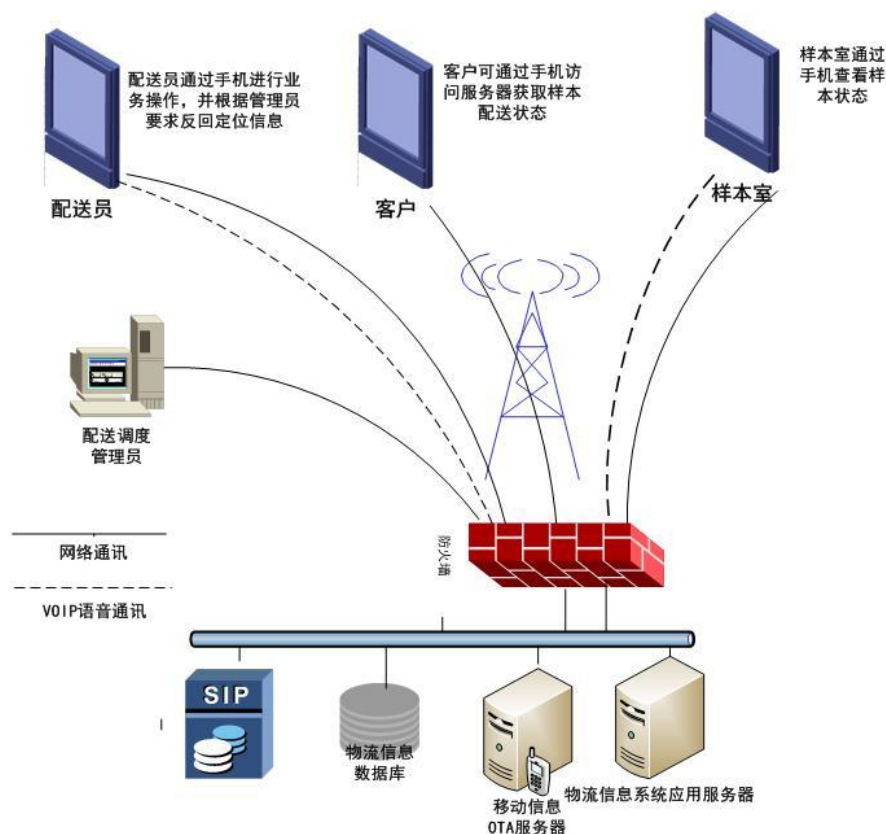 配送员通过手机进行业
务操作，并根据管理员
要求反回定位信息
客户可通过手机访
问服务器获取样本
配送状态
样本室通过
手机查看样
本状态
配送员
客户
样本室
配送调度
管理员
网络通讯
防火墙
VOIP语音通讯
SIP
物流信息
数据库
移动信息
OTA服务器
物流信息系统应用服务器